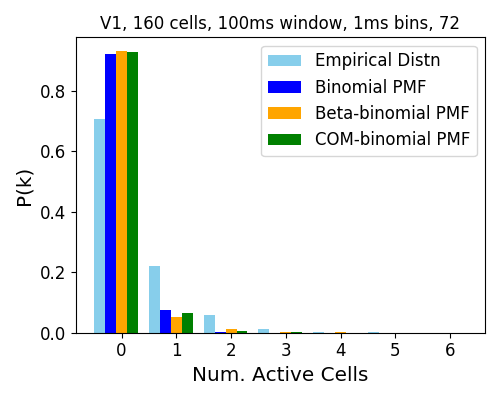 V1, 160 cells, 100ms window, 1ms bins, 72
Empirical Distn
Binomial PMF
Beta-binomial PMF
COM-binomial PMF
P(k)
0.8
0.6
0.4
0.2
0.0
0 1 2 3 4 5 6
Num. Active Cells